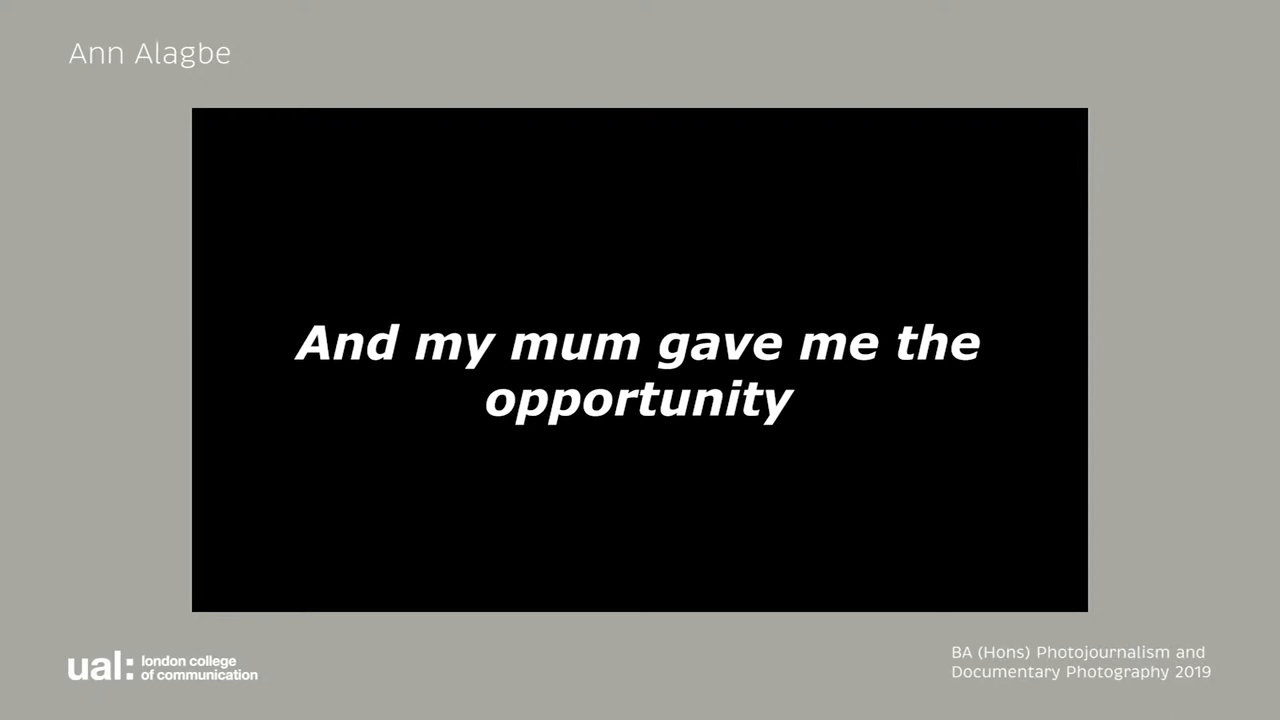 Ann Alagbe
And my mum gave me the
opportunity
ual: london college
of communication
BA (Hons) Photojournalism and
Documentary Photography 2019